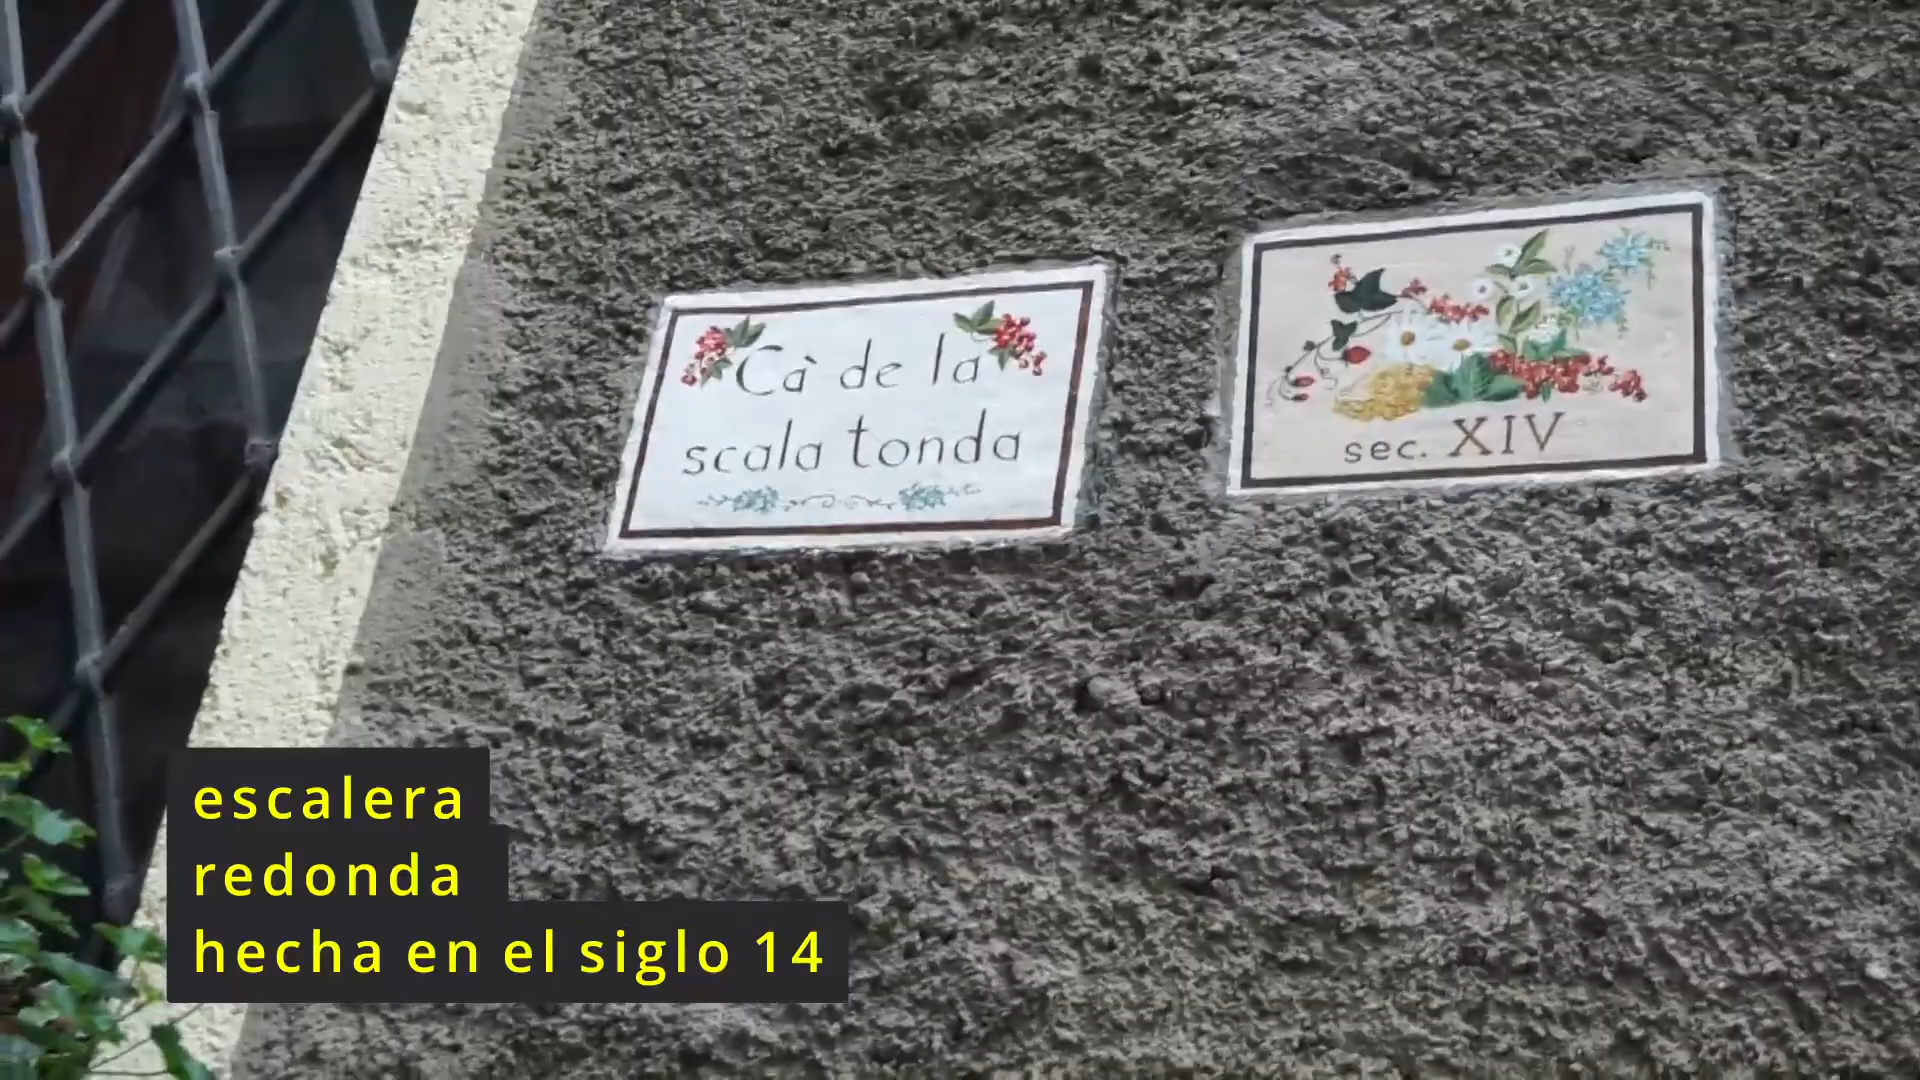 Cà de la
scala tonda
sec. XIV
escalera
redonda
hecha en el siglo 14